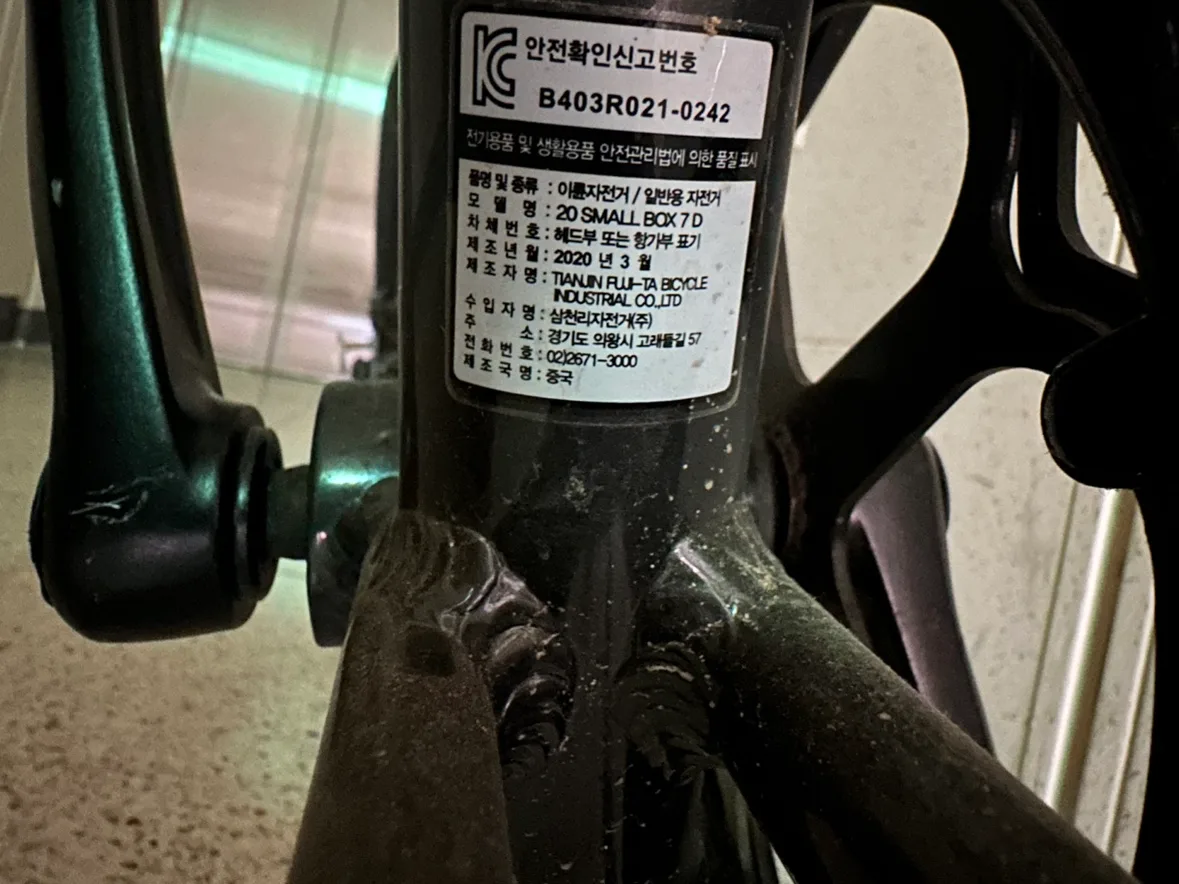 KC 안전확인신고번호
B403R021-0242
전기용품 및 생활용품 안전관리법에 의한 품질 표시
품명 및 종류 : 이륜자전거 / 일반용 자전거
모델명 : 20 SMALL BOX 7 D
차체번호 : 헤드부 또는 항가부 표기
제조년월 : 2020 년 3 월
제조자명 : TIANJIN FUJI-TA BICYCLE
INDUSTRIAL CO.,LTD
수입자명 : 삼천리자전거(주)
주소 : 경기도 의왕시 고래들길 57
전화번호 : 02)2671-3000
제조국명 : 중국